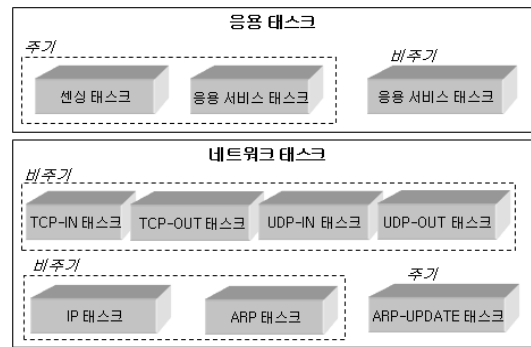 응용 태스크
주기
비주기
센싱 태스크
응용 서비스 태스크
응용 서비스 태스크
네트워크 태스크
비주기
TCP-IN 태스크
TCP-OUT 태스크
UDP-IN 태스크
UDP-OUT 태스크
비주기
주기
IP 태스크
ARP 태스크
ARP-UPDATE 태스크